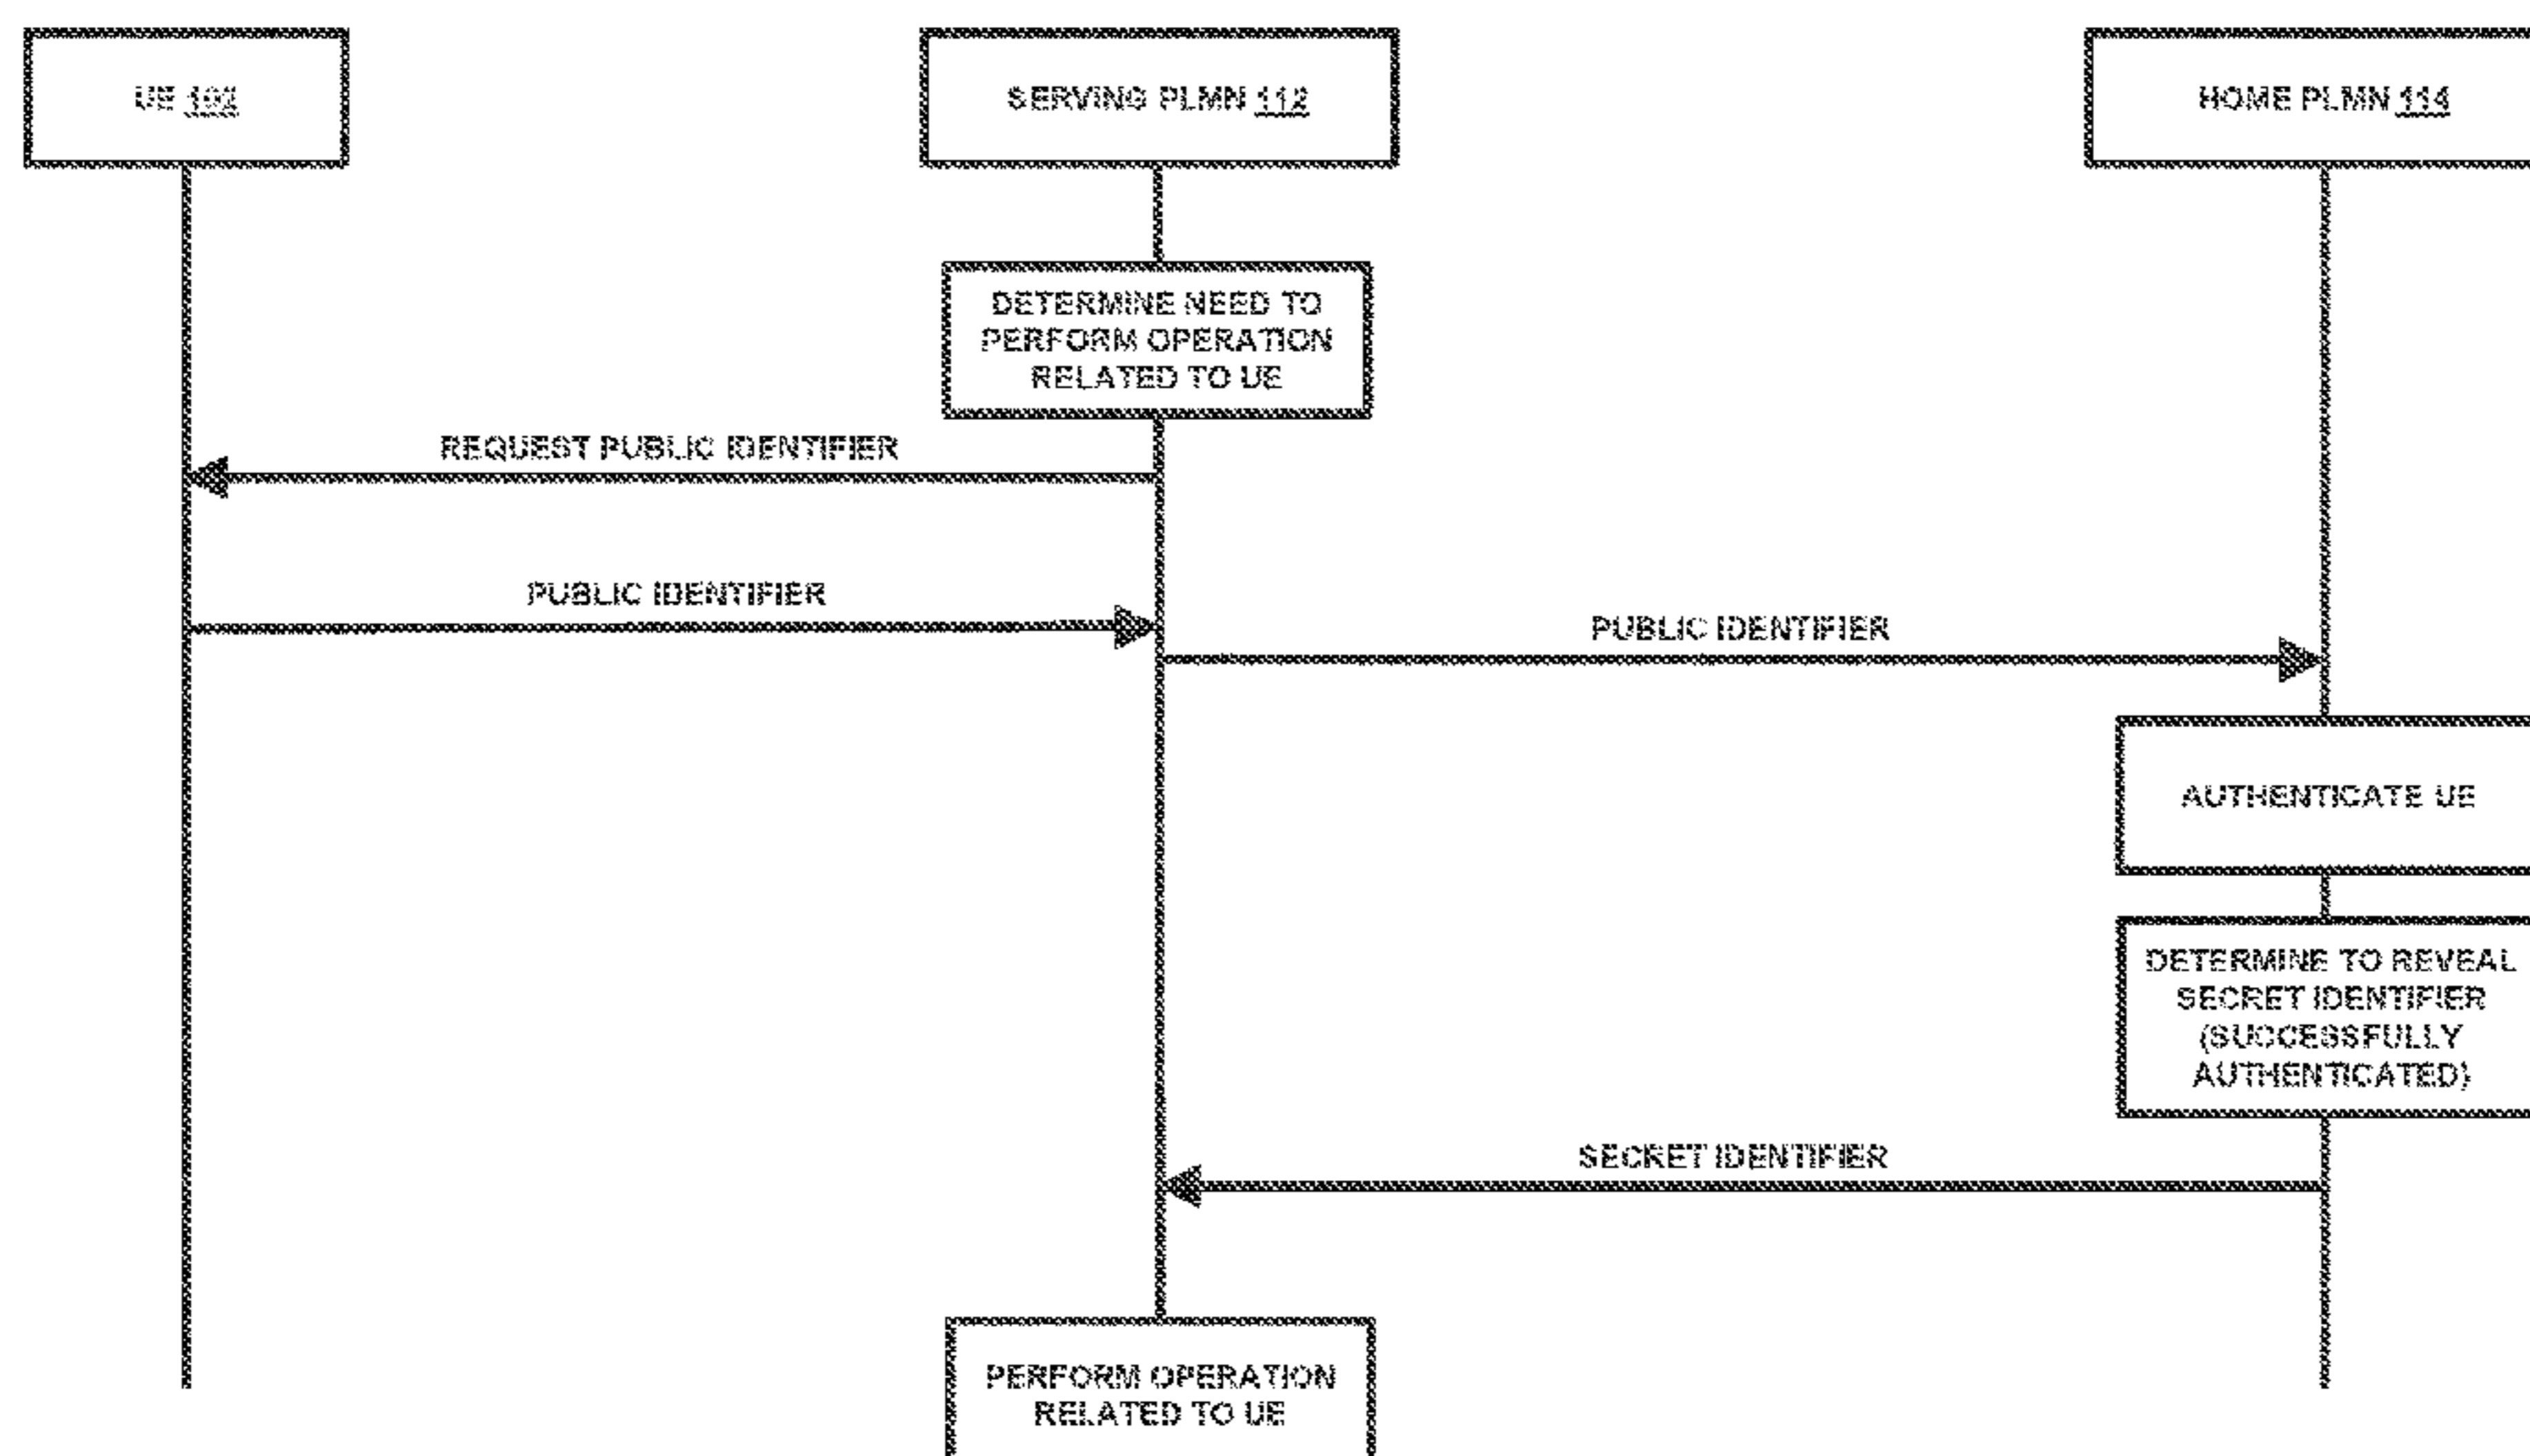 UE 102
SERVING PLMN 112
HOME PLMN 114
DETERMINE NEED TO
PERFORM OPERATION
RELATED TO UE
REQUEST PUBLIC IDENTIFIER
PUBLIC IDENTIFIER
PUBLIC IDENTIFIER
AUTHENTICATE UE
DETERMINE TO REVEAL
SECRET IDENTIFIER
(SUCCESSFULLY
AUTHENTICATED)
SECRET IDENTIFIER
PERFORM OPERATION
RELATED TO UE